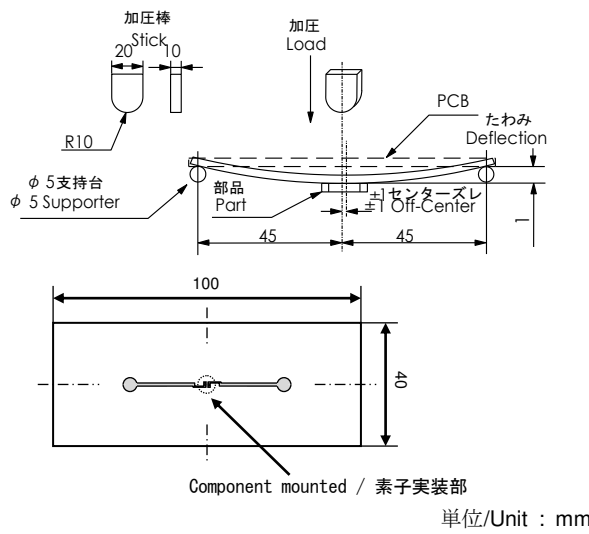 加圧棒
Stick
20
10
R10
加圧
Load
PCB
たわみ
Deflection
φ 5支持台
φ 5 Supporter
部品
Part
±1センターズレ
±1 Off-Center
1
45
45
100
40
Component mounted / 素子実装部
単位/Unit : mm